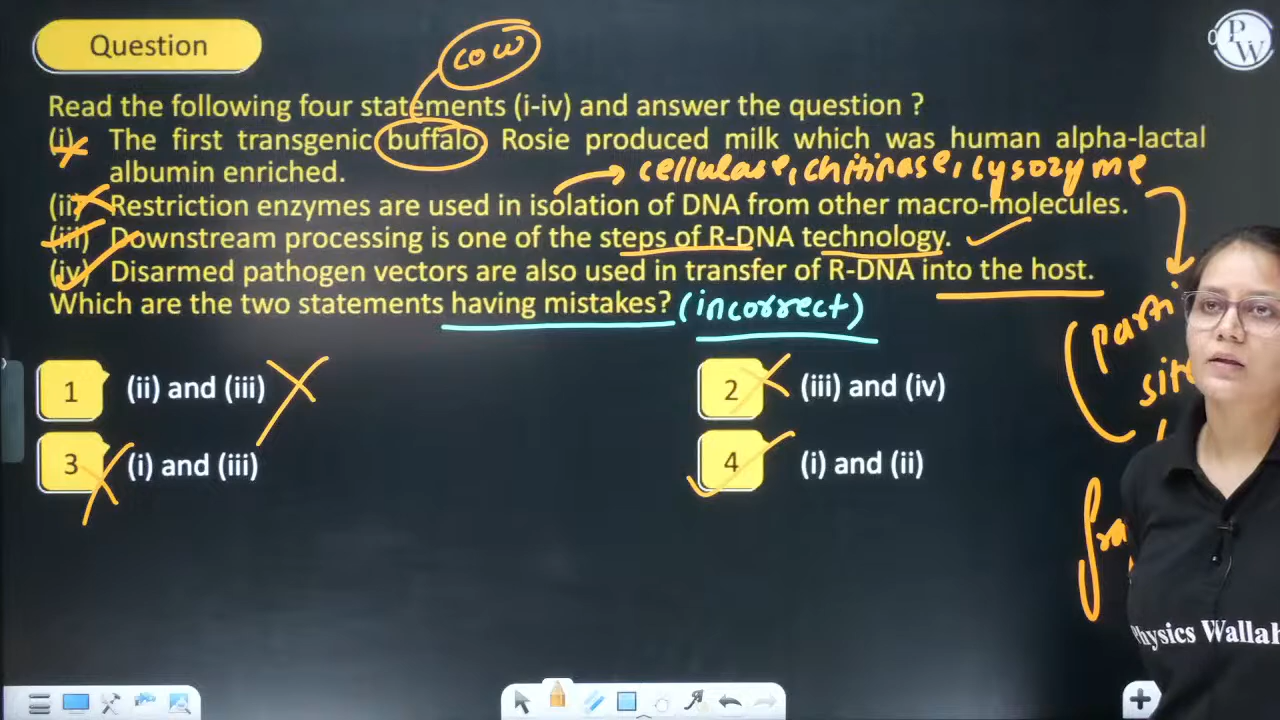 Question
cow
PW
Read the following four statements (i-iv) and answer the question ?
(i) The first transgenic buffalo, Rosie produced milk which was human alpha-lactal
albumin enriched.
cellulase, chitinase, Lysozyme
(ii) Restriction enzymes are used in isolation of DNA from other macro-molecules.
(iii) Downstream processing is one of the steps of R-DNA technology.
(iv) Disarmed pathogen vectors are also used in transfer of R-DNA into the host.
Which are the two statements having mistakes? (incorrect)
parti
site
1 (ii) and (iii)
2 (iii) and (iv)
3 (i) and (iii)
4 (i) and (ii)
Physics Wallah